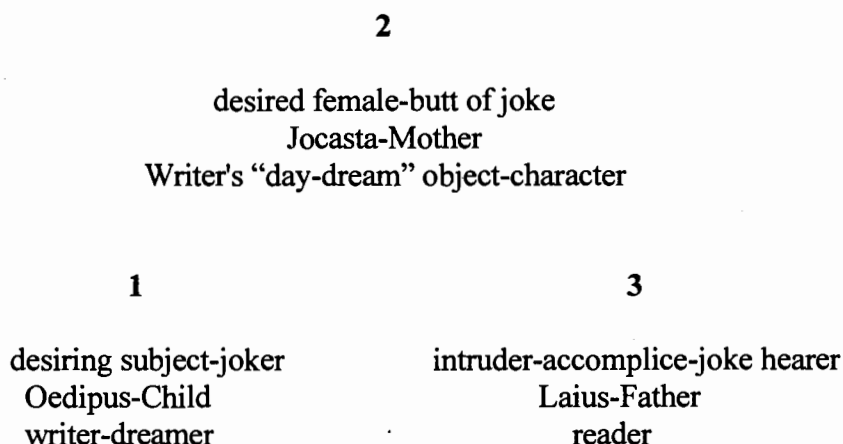 2
desired female-butt of joke
Jocasta-Mother
Writer's “day-dream” object-character
1 3
desiring subject-joker intruder-accomplice-joke hearer
Oedipus-Child Laius-Father
writer-dreamer reader